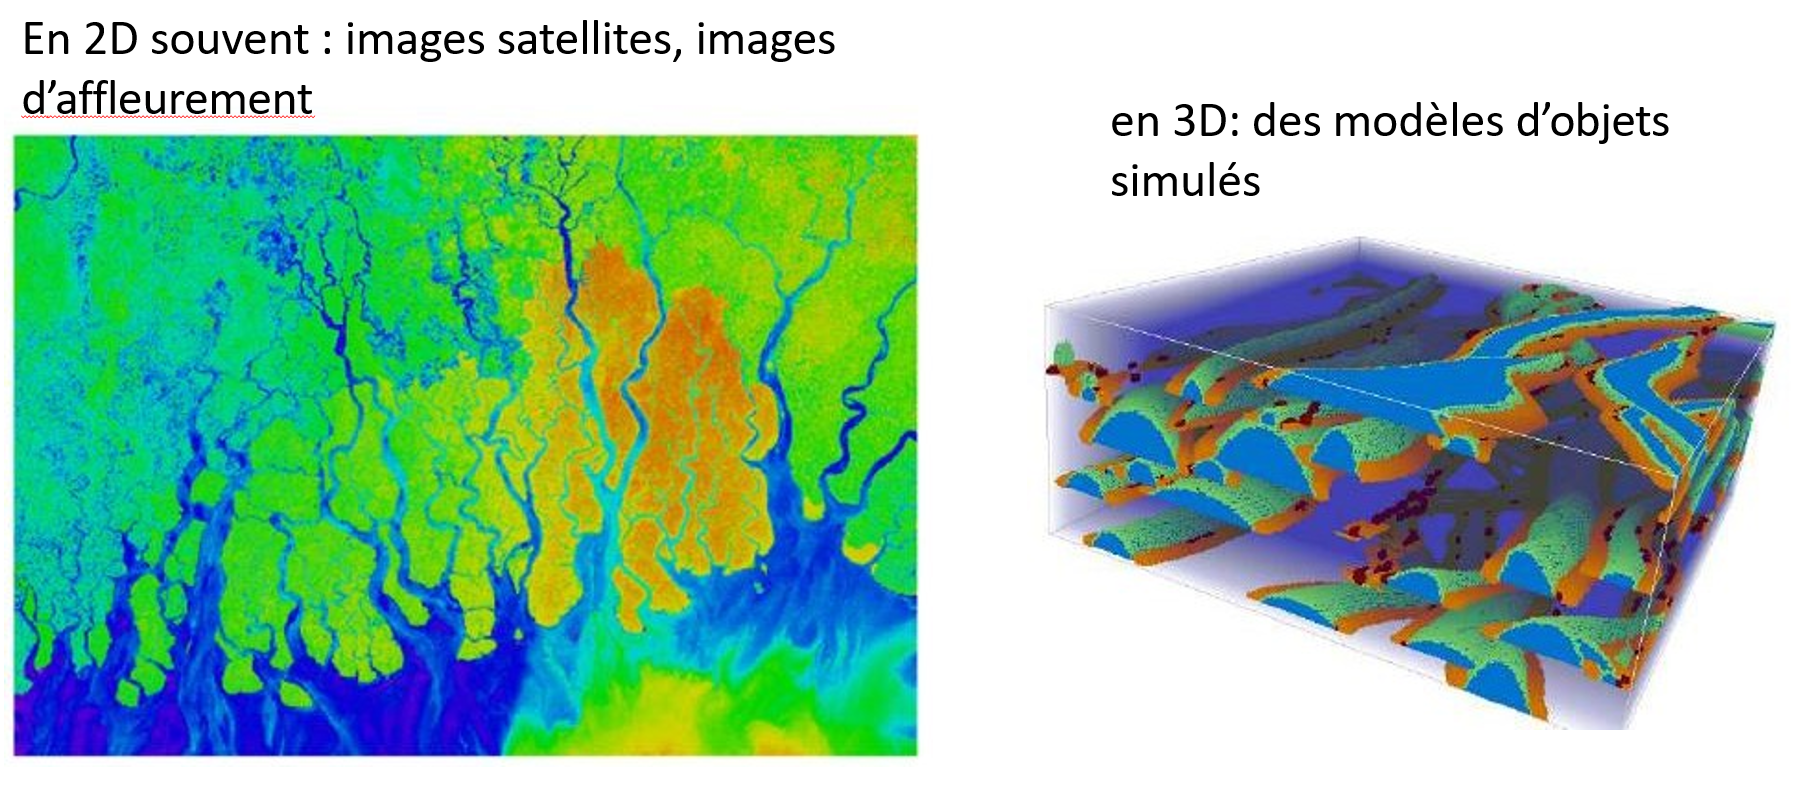 En 2D souvent : images satellites, images
d’affleurement
en 3D: des modèles d’objets
simulés